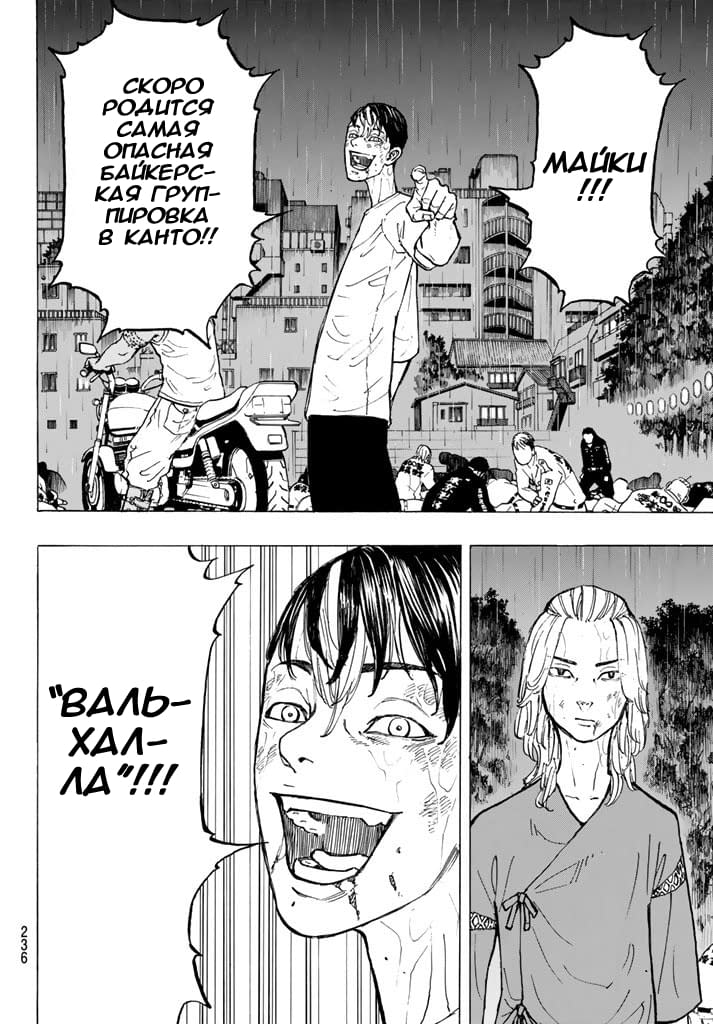 МАЙКИ
!!!
СКОРО
РОДИТСЯ
САМАЯ
ОПАСНАЯ
БАЙКЕРС-
КАЯ ГРУП-
ПИРОВКА
В КАНТО!!
"ВАЛЬ-
ХАЛ-
ЛА"!!!
236